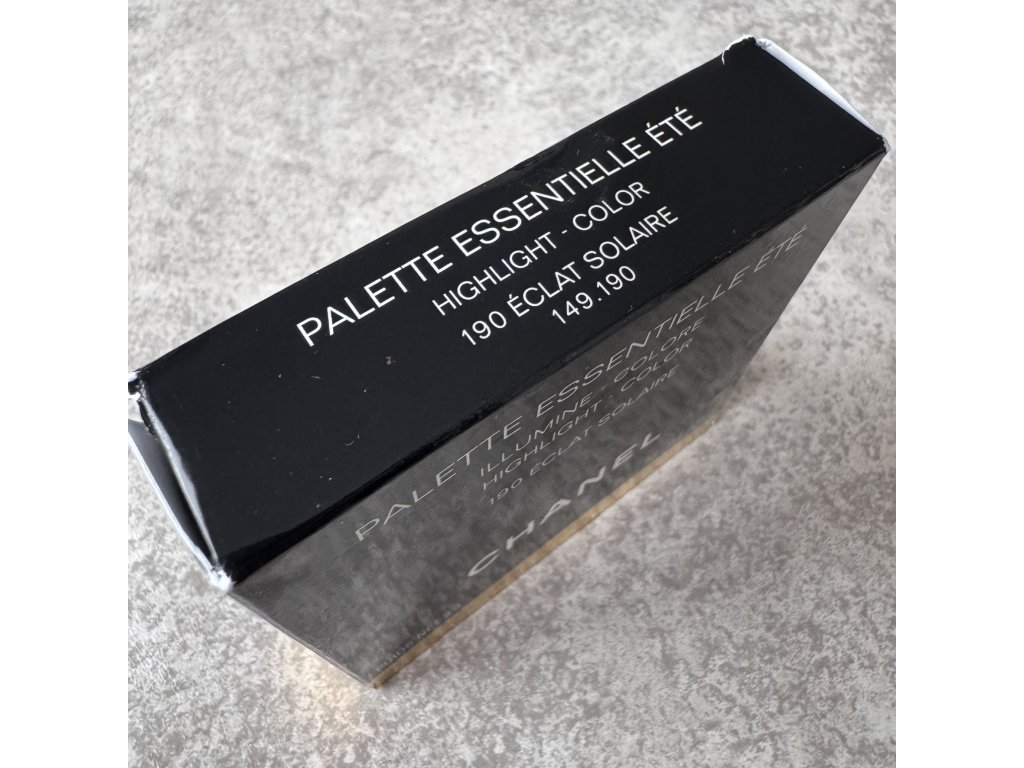 PALETTE ESSENTIELLE ÉTÉ
HIGHLIGHT - COLOR
190 ÉCLAT SOLAIRE
149.190
PALETTE ESSENTIELLE ÉTÉ
ILLUMINE - COLORE
HIGHLIGHT - COLOR
190 ÉCLAT SOLAIRE
CHANEL